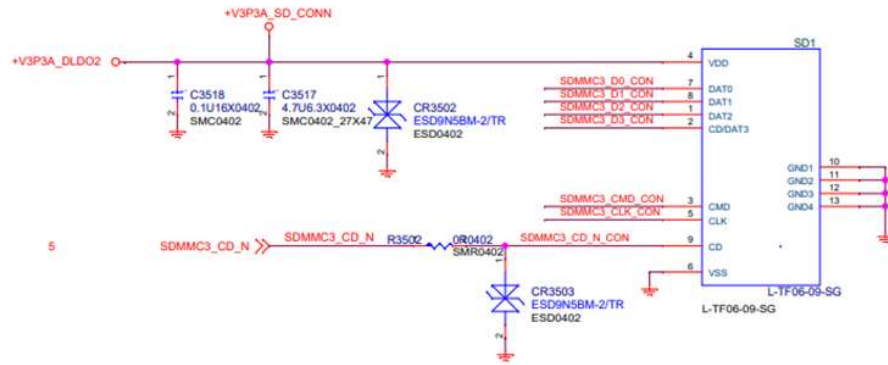 +V3P3A_SD_CONN
SD1
+V3P3A_DLDO2
4
VDD
1
1
1
C3518
0.1U16X0402
SMC0402
2
C3517
4.7U6.3X0402
SMC0402_27X47
2
CR3502
ESD9N5BM-2/TR
ESD0402
2
SDMMC3_D0_CON
7
DAT0
SDMMC3_D1_CON
8
DAT1
SDMMC3_D2_CON
1
DAT2
SDMMC3_D3_CON
2
CD/DAT3
GND1
10
GND2
11
GND3
12
GND4
13
SDMMC3_CMD_CON
3
CMD
SDMMC3_CLK_CON
5
CLK
5
SDMMC3_CD_N
SDMMC3_CD_N
R3502
0R0402
SMR0402
SDMMC3_CD_N_CON
9
CD
6
VSS
1
CR3503
ESD9N5BM-2/TR
ESD0402
2
L-TF06-09-SG
L-TF06-09-SG